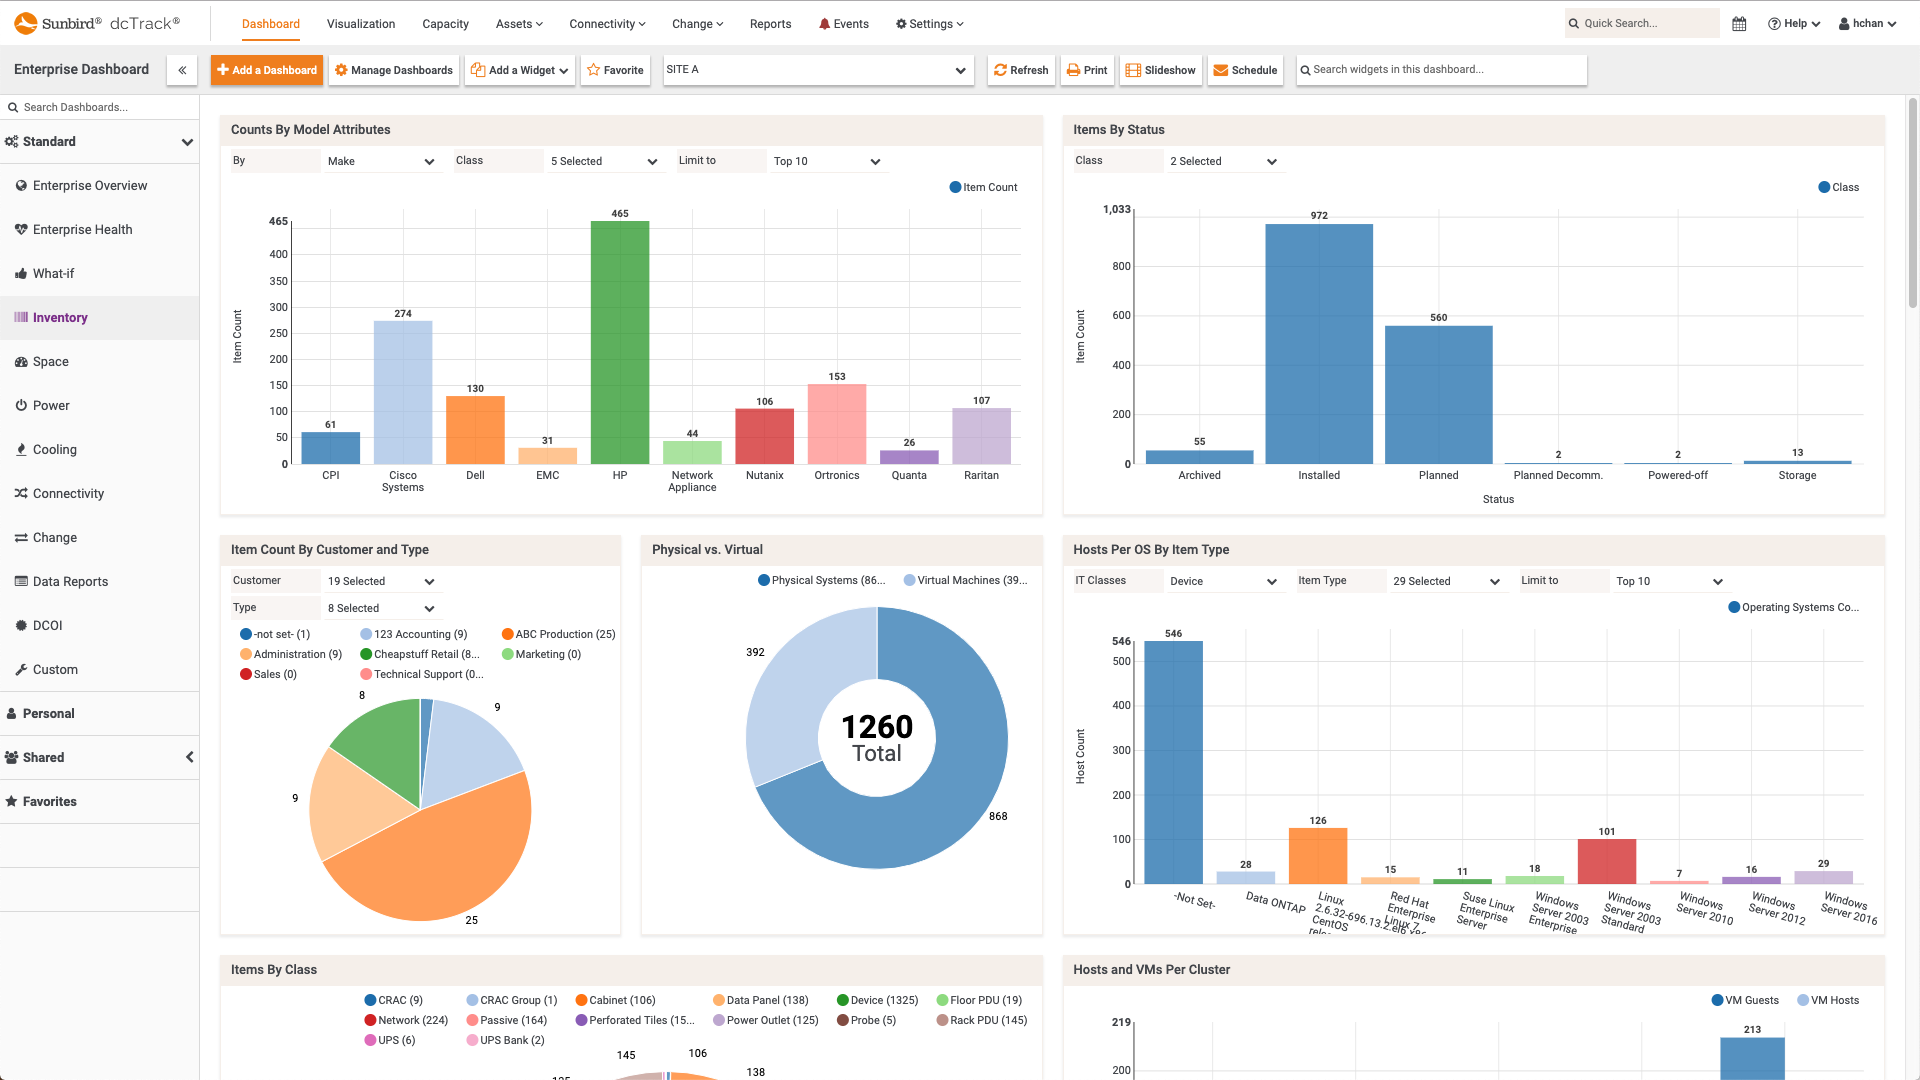 Sunbird® dcTrack®
Dashboard Visualization Capacity Assets Connectivity Change Reports Events Settings
Quick Search... Help hchan
Enterprise Dashboard « Add a Dashboard Manage Dashboards Add a Widget Favorite SITE A Refresh Print Slideshow Schedule Search widgets in this dashboard...
Search Dashboards...
Standard
Enterprise Overview
Enterprise Health
What-if
Inventory
Space
Power
Cooling
Connectivity
Change
Data Reports
DCOI
Custom
Personal
Shared
Favorites
Counts By Model Attributes
By Make Class 5 Selected Limit to Top 10
Item Count
465
400
350
300
250
200
150
100
50
0
Item Count
61 274 130 31 465 44 106 153 26 107
CPI Cisco Systems Dell EMC HP Network Appliance Nutanix Ortronics Quanta Raritan
Items By Status
Class 2 Selected
Class
1,033
800
600
400
200
0
Item Count
55 972 560 2 2 13
Archived Installed Planned Planned Decomm. Powered-off Storage
Status
Item Count By Customer and Type
Customer 19 Selected
Type 8 Selected
-not set- (1) 123 Accounting (9) ABC Production (25)
Administration (9) Cheapstuff Retail (8... Marketing (0)
Sales (0) Technical Support (0...
8
9
9
25
Physical vs. Virtual
Physical Systems (86... Virtual Machines (39...
392
1260
Total
868
Hosts Per OS By Item Type
IT Classes Device Item Type 29 Selected Limit to Top 10
Operating Systems Co...
546
500
400
300
200
100
0
Host Count
546 28 126 15 11 18 101 7 16 29
-Not Set-
Data ONTAP
Linux
2.6.32-696.13.2.el6.x86
CentOS
Red Hat
Enterprise
Linux 7
Suse Linux
Enterprise
Server
Windows
Server 2003
Enterprise
Windows
Server 2003
Standard
Windows
Server 2010
Windows
Server 2012
Windows
Server 2016
Items By Class
CRAC (9) CRAC Group (1) Cabinet (106) Data Panel (138) Device (1325) Floor PDU (19)
Network (224) Passive (164) Perforated Tiles (15... Power Outlet (125) Probe (5) Rack PDU (145)
UPS (6) UPS Bank (2)
145 106
138
Hosts and VMs Per Cluster
VM Guests VM Hosts
219
200
213